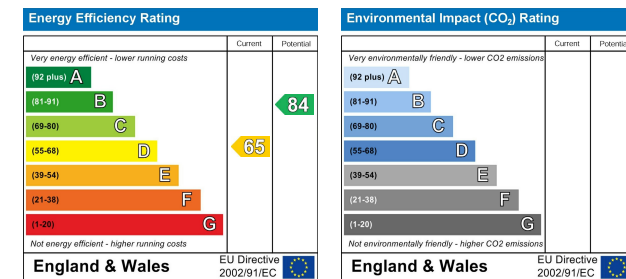 Energy Efficiency Rating
Current Potential
Very energy efficient - lower running costs
(92 plus) A
(81-91) B
84
(69-80) C
(55-68) D
65
(39-54) E
(21-38) F
(1-20) G
Not energy efficient - higher running costs
England & Wales
EU Directive
2002/91/EC
Environmental Impact (CO2) Rating
Current Potential
Very environmentally friendly - lower CO2 emissions
(92 plus) A
(81-91) B
(69-80) C
(55-68) D
(39-54) E
(21-38) F
(1-20) G
Not environmentally friendly - higher CO2 emissions
England & Wales
EU Directive
2002/91/EC